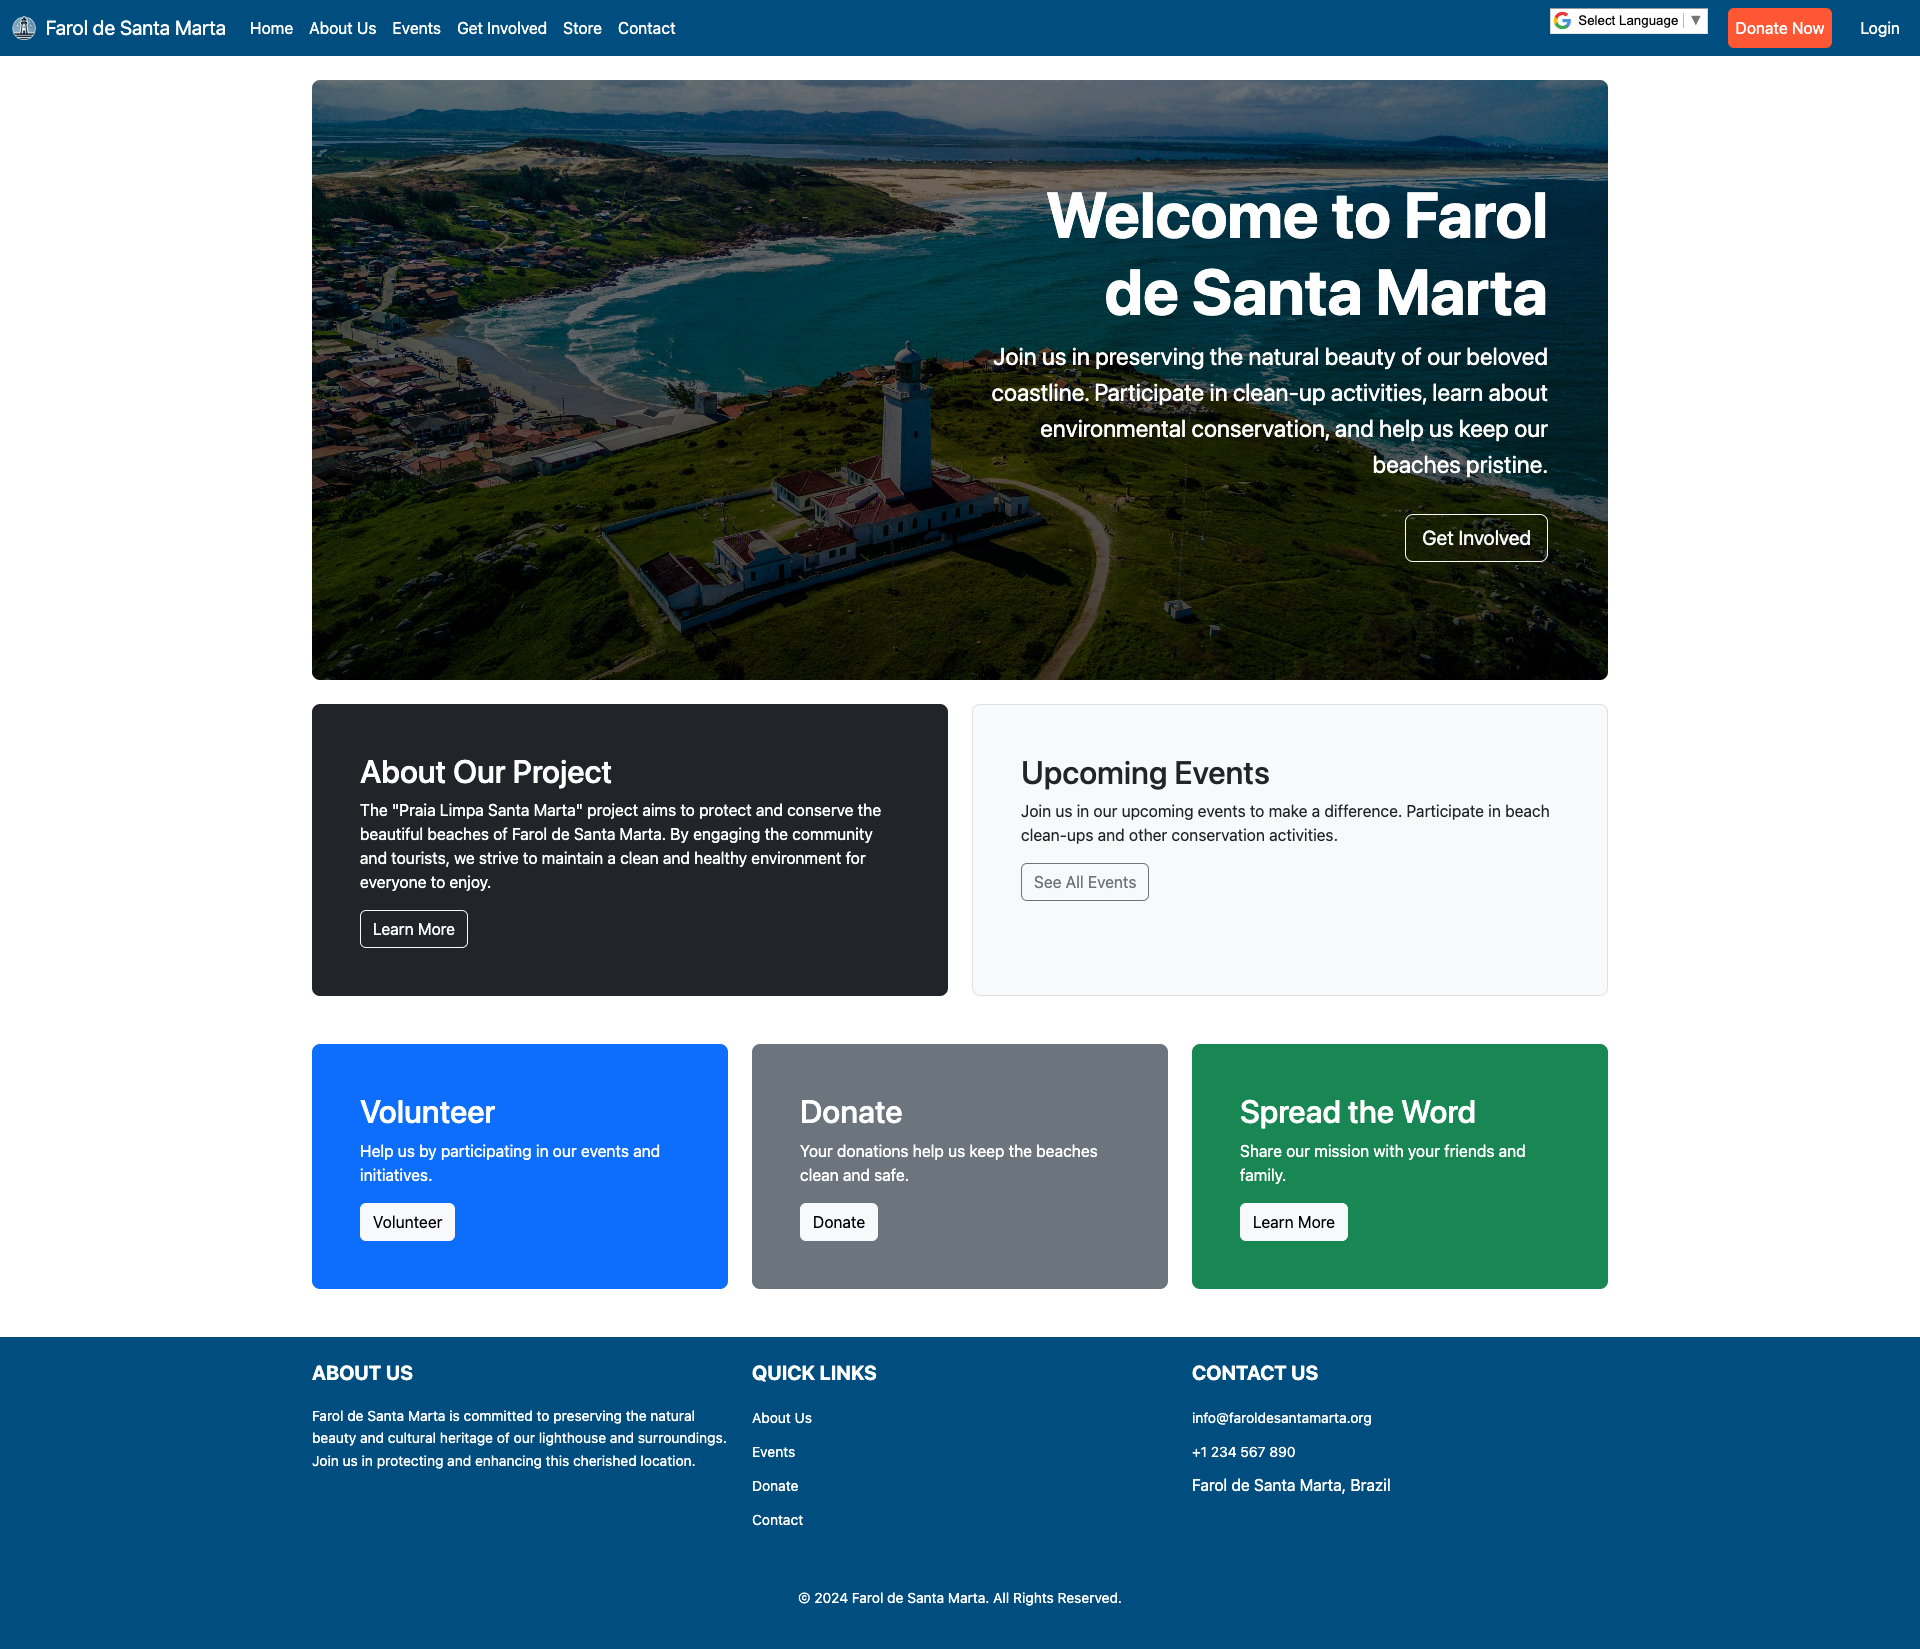 Farol de Santa Marta
Home
About Us
Events
Get Involved
Store
Contact
Select Language ▼
Donate Now
Login
Welcome to Farol
de Santa Marta
Join us in preserving the natural beauty of our beloved
coastline. Participate in clean-up activities, learn about
environmental conservation, and help us keep our
beaches pristine.
Get Involved
About Our Project
The "Praia Limpa Santa Marta" project aims to protect and conserve the
beautiful beaches of Farol de Santa Marta. By engaging the community
and tourists, we strive to maintain a clean and healthy environment for
everyone to enjoy.
Learn More
Upcoming Events
Join us in our upcoming events to make a difference. Participate in beach
clean-ups and other conservation activities.
See All Events
Volunteer
Help us by participating in our events and
initiatives.
Volunteer
Donate
Your donations help us keep the beaches
clean and safe.
Donate
Spread the Word
Share our mission with your friends and
family.
Learn More
ABOUT US
Farol de Santa Marta is committed to preserving the natural
beauty and cultural heritage of our lighthouse and surroundings.
Join us in protecting and enhancing this cherished location.
QUICK LINKS
About Us
Events
Donate
Contact
CONTACT US
info@faroldesantamarta.org
+1 234 567 890
Farol de Santa Marta, Brazil
© 2024 Farol de Santa Marta. All Rights Reserved.